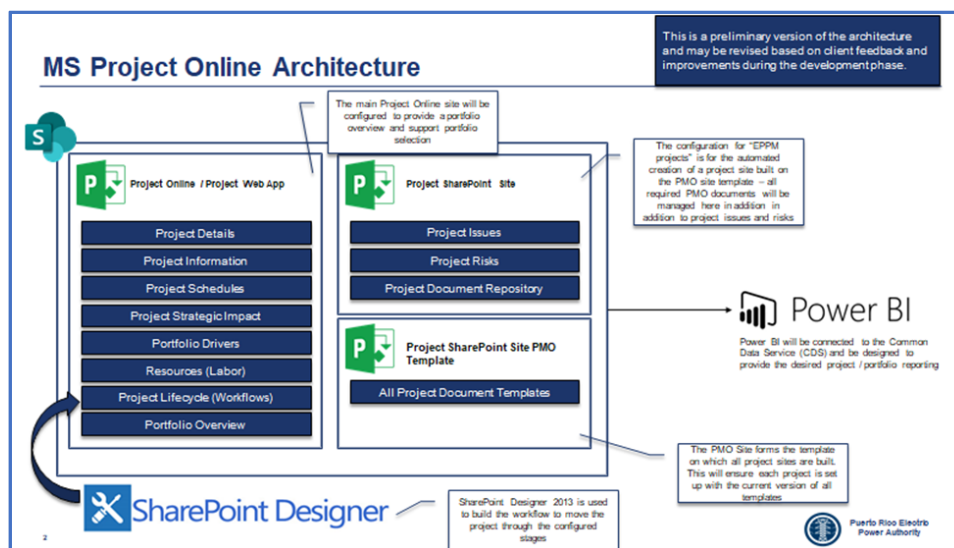 MS Project Online Architecture
This is a preliminary version of the architecture
and may be revised based on client feedback and
improvements during the development phase.
The main Project Online site will be
configured to provide a portfolio
overview and support portfolio
selection
The configuration for "EPPM
projects" is for the automated
creation of a project site built on
the PMO site template – all
required PMO documents will be
managed here in addition in
addition to project issues and risks
S
P
Project Online / Project Web App
Project Details
Project Information
Project Schedules
Project Strategic Impact
Portfolio Drivers
Resources (Labor)
Project Lifecycle (Workflows)
Portfolio Overview
P
Project SharePoint Site
Project Issues
Project Risks
Project Document Repository
P
Project SharePoint Site PMO
Template
All Project Document Templates
Power BI
Power BI will be connected to the Common
Data Service (CDS) and be designed to
provide the desired project / portfolio reporting
The PMO Site forms the template
on which all project sites are built.
This will ensure each project is set
up with the current version of all
templates
SharePoint Designer
SharePoint Designer 2013 is used
to build the workflow to move the
project through the configured
stages
2
Puerto Rico Electric
Power Authority